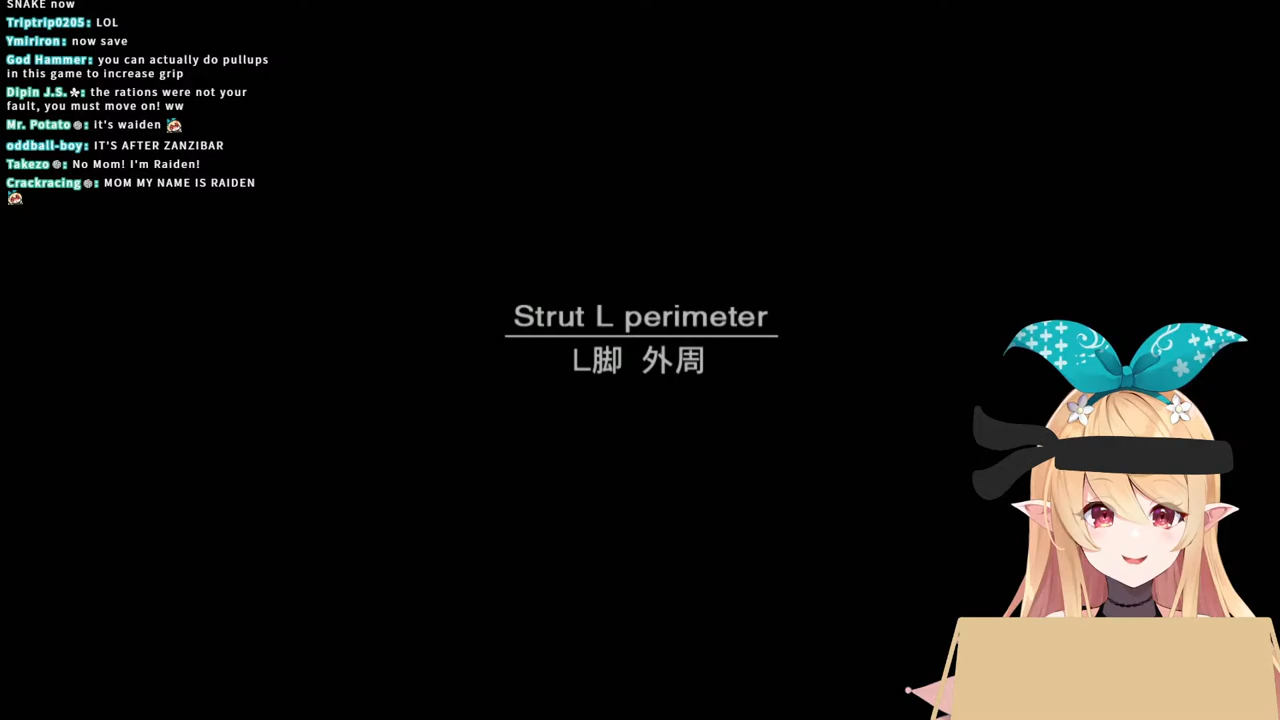 SNAKE now
Triptrip0205: LOL
Ymiriron: now save
God Hammer: you can actually do pullups
in this game to increase grip
Dipin J.S.: the rations were not your
fault, you must move on! ww
Mr. Potato: it's waiden
oddball-boy: IT'S AFTER ZANZIBAR
Takezo: No Mom! I'm Raiden!
Crackracing: MOM MY NAME IS RAIDEN
Strut L perimeter
L脚 外周